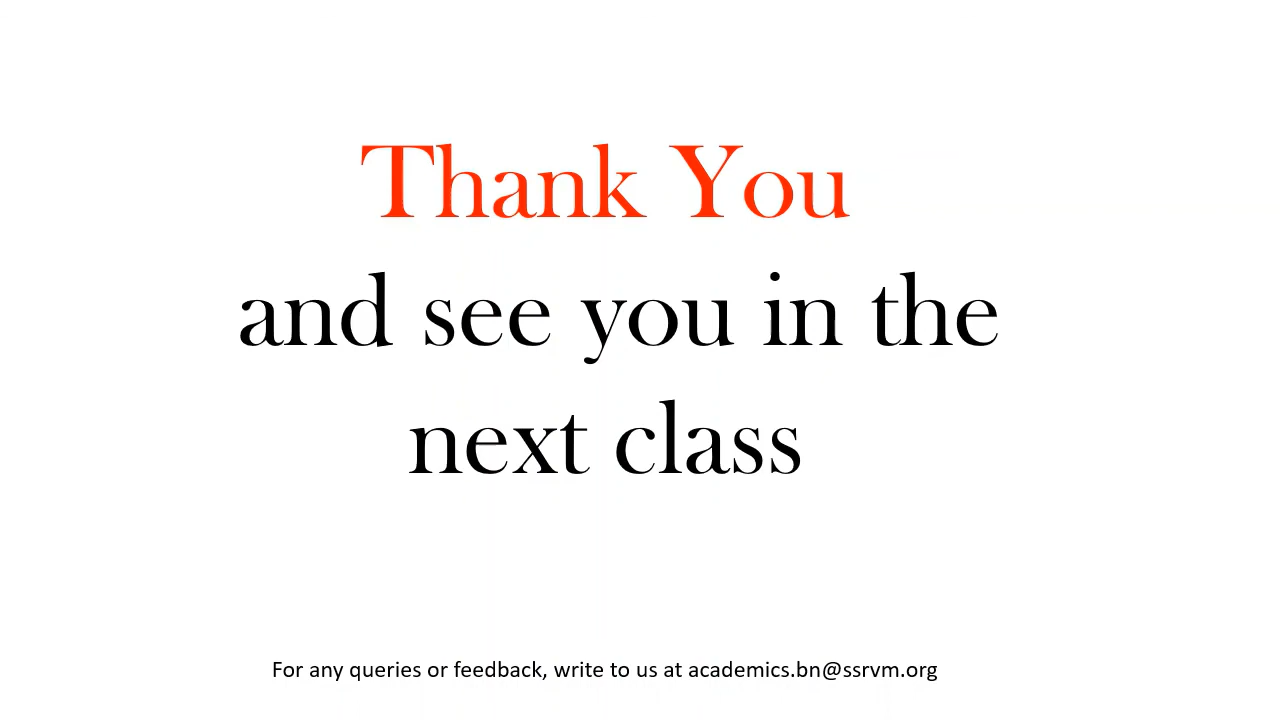 Thank You
and see you in the
next class
For any queries or feedback, write to us at academics.bn@ssrvm.org